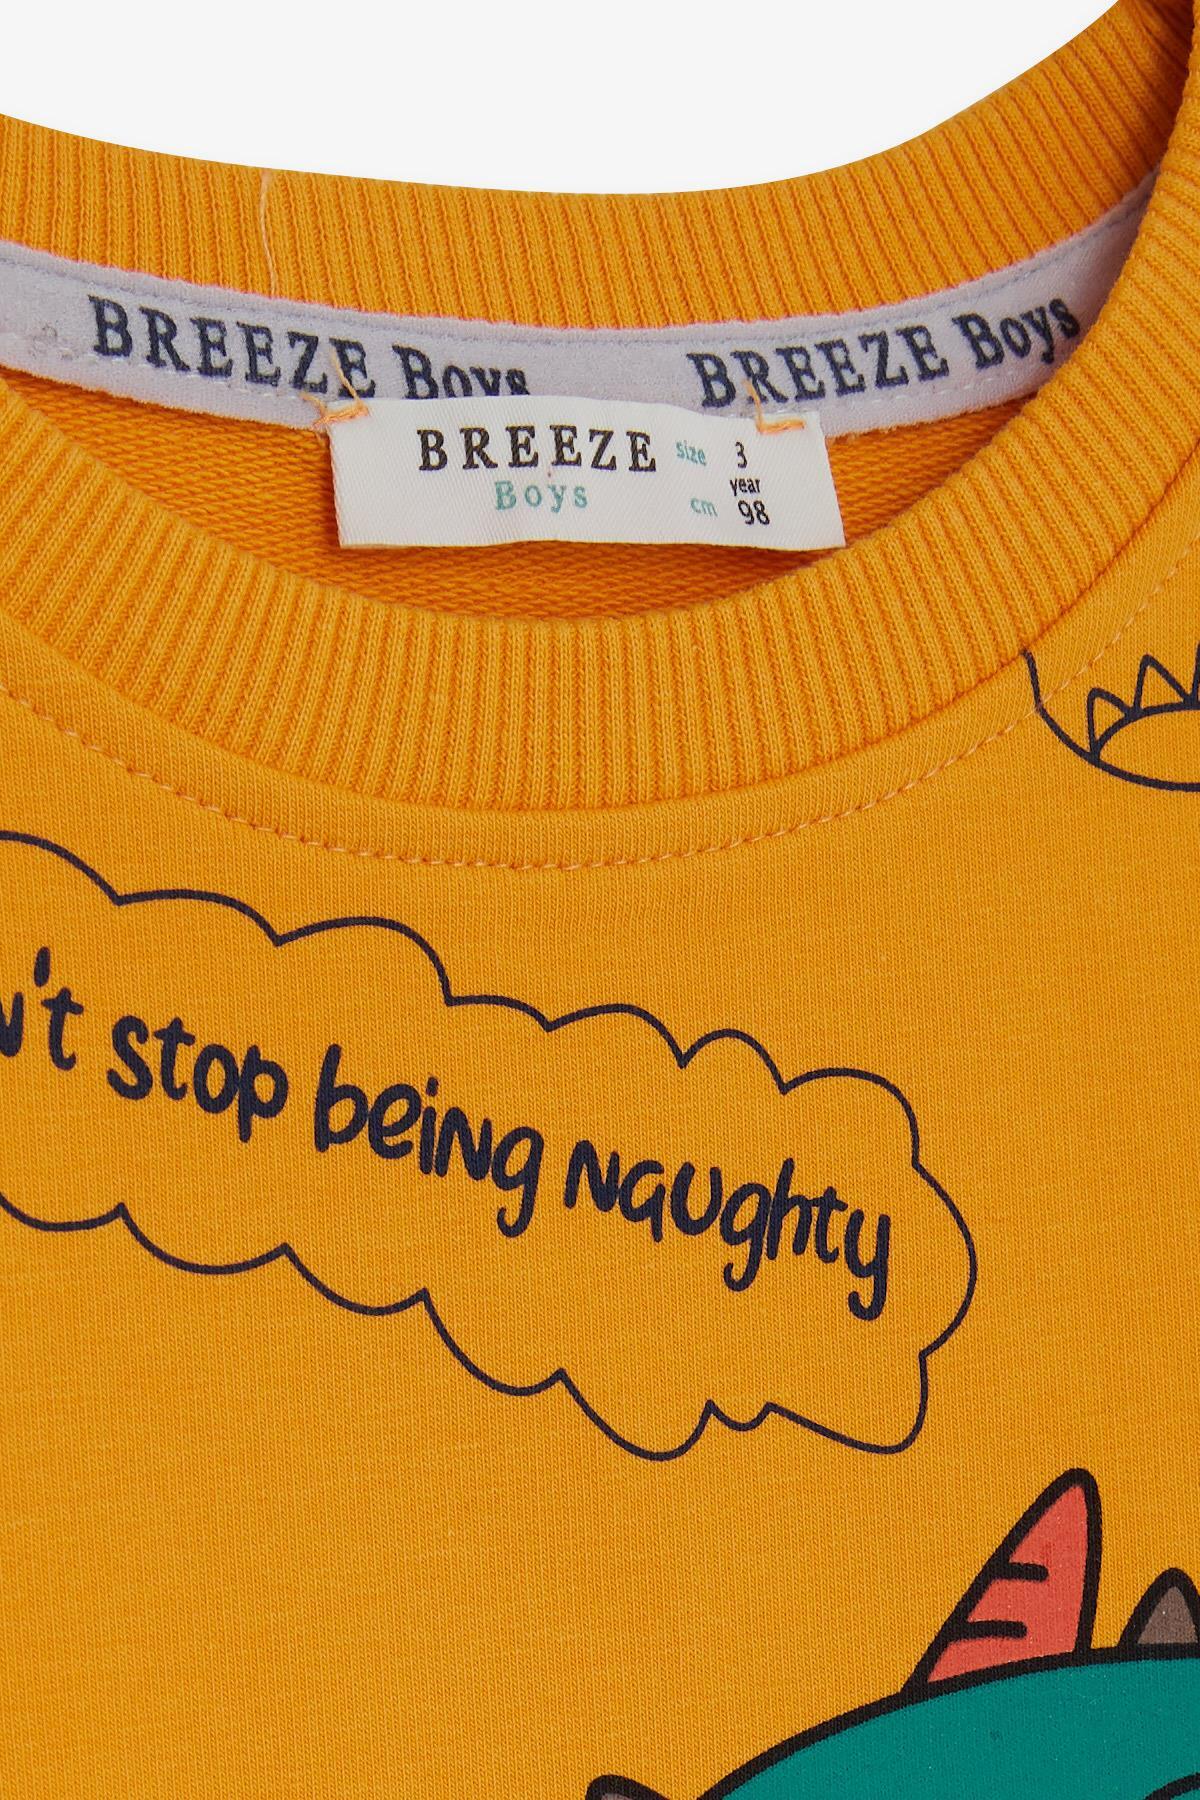 BREEZE Boys BREEZE Boys
BREEZE size 3
year
Boys cm 98
stop being naughty